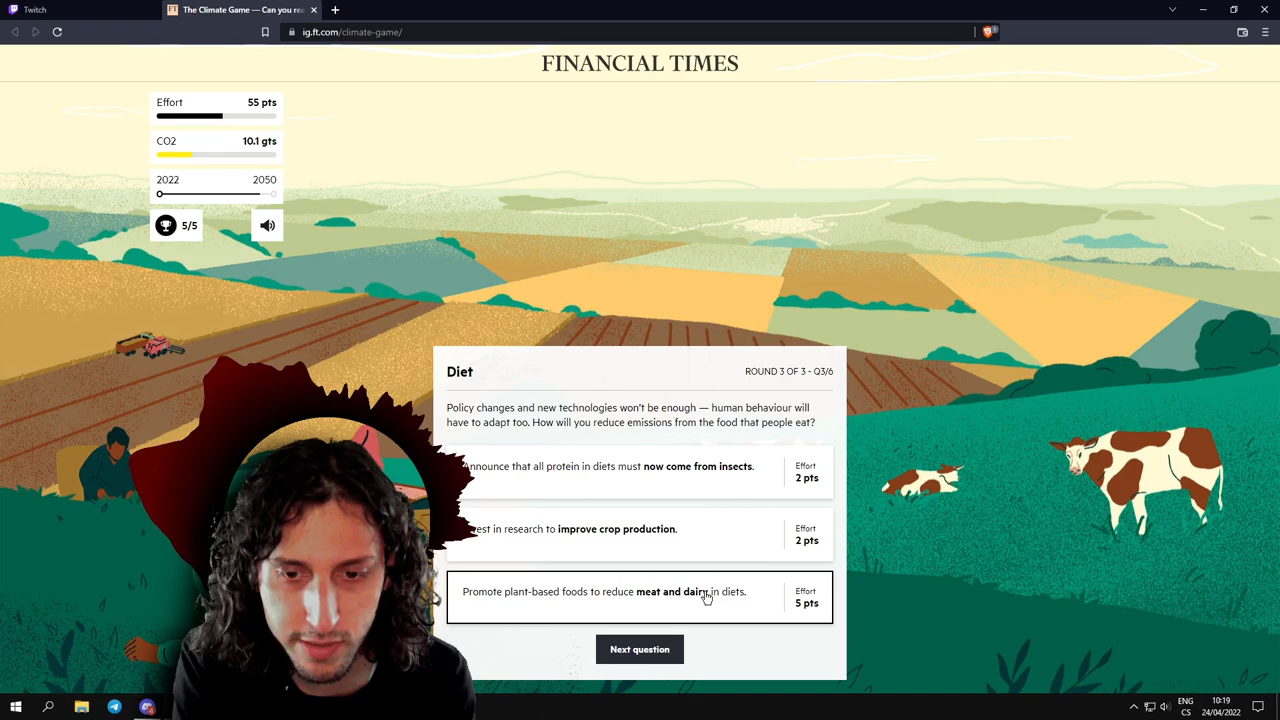 Twitch
The Climate Game — Can you rea
ig.ft.com/climate-game/
FINANCIAL TIMES
Effort 55 pts
CO2 10.1 gts
2022 2050
5/5
Diet ROUND 3 OF 3 - Q3/6
Policy changes and new technologies won't be enough — human behaviour will
have to adapt too. How will you reduce emissions from the food that people eat?
Announce that all protein in diets must now come from insects.
Effort
2 pts
in research to improve crop production.
Effort
2 pts
Promote plant-based foods to reduce meat and dairy in diets.
Effort
5 pts
Next question
ENG
CS
10:19
24/04/2022